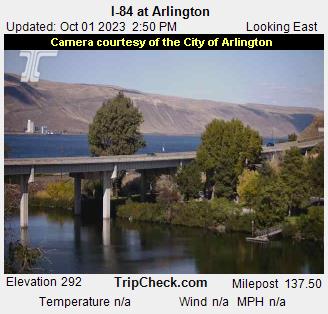 I-84 at Arlington
Updated: Oct 01 2023 2:50 PM Looking East
Camera courtesy of the City of Arlington
Elevation 292 TripCheck.com Milepost 137.50
Temperature n/a Wind n/a MPH n/a